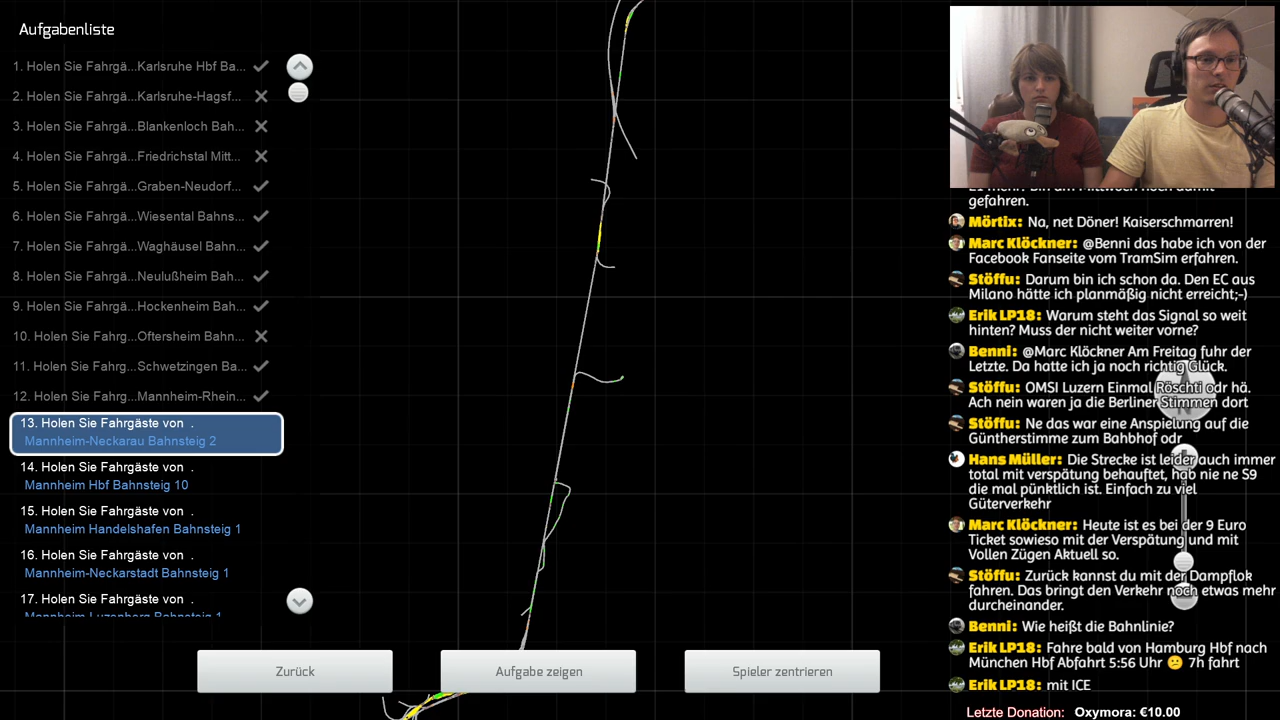 Aufgabenliste
1. Holen Sie Fahrgä...Karlsruhe Hbf Ba...
2. Holen Sie Fahrgä...Karlsruhe-Hagsf...
3. Holen Sie Fahrgä...Blankenloch Bah...
4. Holen Sie Fahrgä...Friedrichstal Mitt...
5. Holen Sie Fahrgä...Graben-Neudorf...
6. Holen Sie Fahrgä...Wiesental Bahns...
7. Holen Sie Fahrgä...Waghäusel Bahn...
8. Holen Sie Fahrgä...Neulußheim Bah...
9. Holen Sie Fahrgä...Hockenheim Bah...
10. Holen Sie Fahrg...Oftersheim Bahn...
11. Holen Sie Fahrg...Schwetzingen Ba...
12. Holen Sie Fahrg...Mannheim-Rhein...
13. Holen Sie Fahrgäste von .
Mannheim-Neckarau Bahnsteig 2
14. Holen Sie Fahrgäste von .
Mannheim Hbf Bahnsteig 10
15. Holen Sie Fahrgäste von .
Mannheim Handelshafen Bahnsteig 1
16. Holen Sie Fahrgäste von .
Mannheim-Neckarstadt Bahnsteig 1
17. Holen Sie Fahrgäste von .
Mannheim-Luzenberg Bahnsteig 1
Zurück
Aufgabe zeigen
Spieler zentrieren
E1 mehr? Bin am Mittwoch noch damit
gefahren.
Mörtix: Na, net Döner! Kaiserschmarren!
Marc Klöckner: @Benni das habe ich von der
Facebook Fanseite vom TramSim erfahren.
Stöffu: Darum bin ich schon da. Den EC aus
Milano hätte ich planmäßig nicht erreicht;-)
Erik LP18: Warum steht das Signal so weit
hinten? Muss der nicht weiter vorne?
Benni: @Marc Klöckner Am Freitag fuhr der
Letzte. Da hatte ich ja noch richtig Glück.
Stöffu: OMSI Luzern Einmal Röschti odr hä.
Ach nein waren ja die Berliner Stimmen dort
Stöffu: Ne das war eine Anspielung auf die
Güntherstimme zum Babbhof odr
Hans Müller: Die Strecke ist leider auch immer
total mit verspätung behauftet, hab nie ne S9
die mal pünktlich ist. Einfach zu viel
Güterverkehr
Marc Klöckner: Heute ist es bei der 9 Euro
Ticket sowieso mit der Verspätung und mit
Vollen Zügen Aktuell so.
Stöffu: Zurück kannst du mit der Dampflok
fahren. Das bringt den Verkehr noch etwas mehr
durcheinander.
Benni: Wie heißt die Bahnlinie?
Erik LP18: Fahre bald von Hamburg Hbf nach
München Hbf Abfahrt 5:56 Uhr 😕 7h fahrt
Erik LP18: mit ICE
Letzte Donation: Oxymora: €10.00